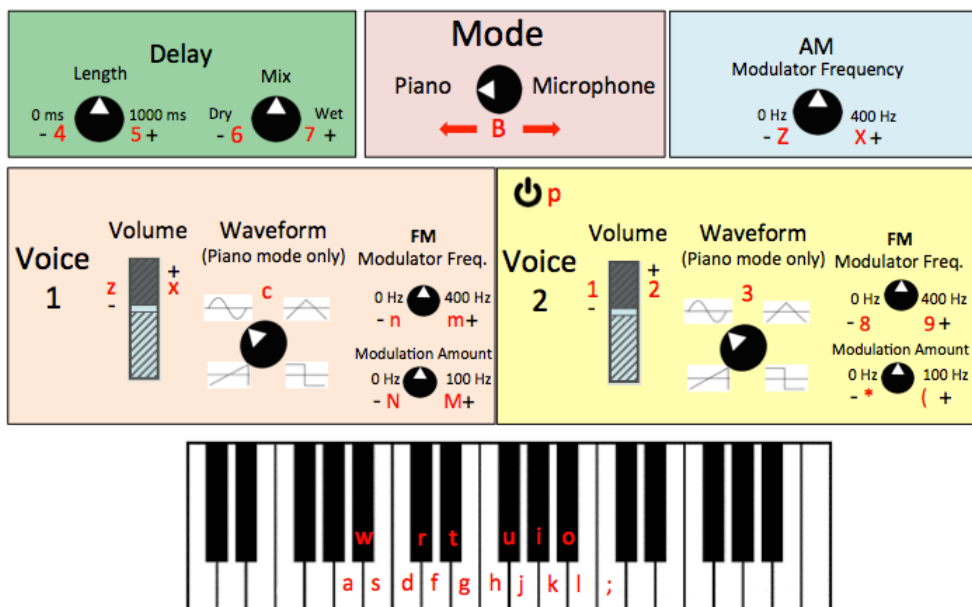 Delay
Length
Mix
0 ms
1000 ms
Dry
Wet
- 4
5 +
- 6
7 +
Mode
Piano
Microphone
B
AM
Modulator Frequency
0 Hz
400 Hz
- Z
X +
Voice
1
Volume
z
-
+
x
Waveform
(Piano mode only)
c
FM
Modulator Freq.
0 Hz
400 Hz
- n
m+
Modulation Amount
0 Hz
100 Hz
- N
M+
p
Voice
2
Volume
1
-
+
2
Waveform
(Piano mode only)
3
FM
Modulator Freq.
0 Hz
400 Hz
- 8
9+
Modulation Amount
0 Hz
100 Hz
- *
( +
w r t u i o
a s d f g h j k l ;